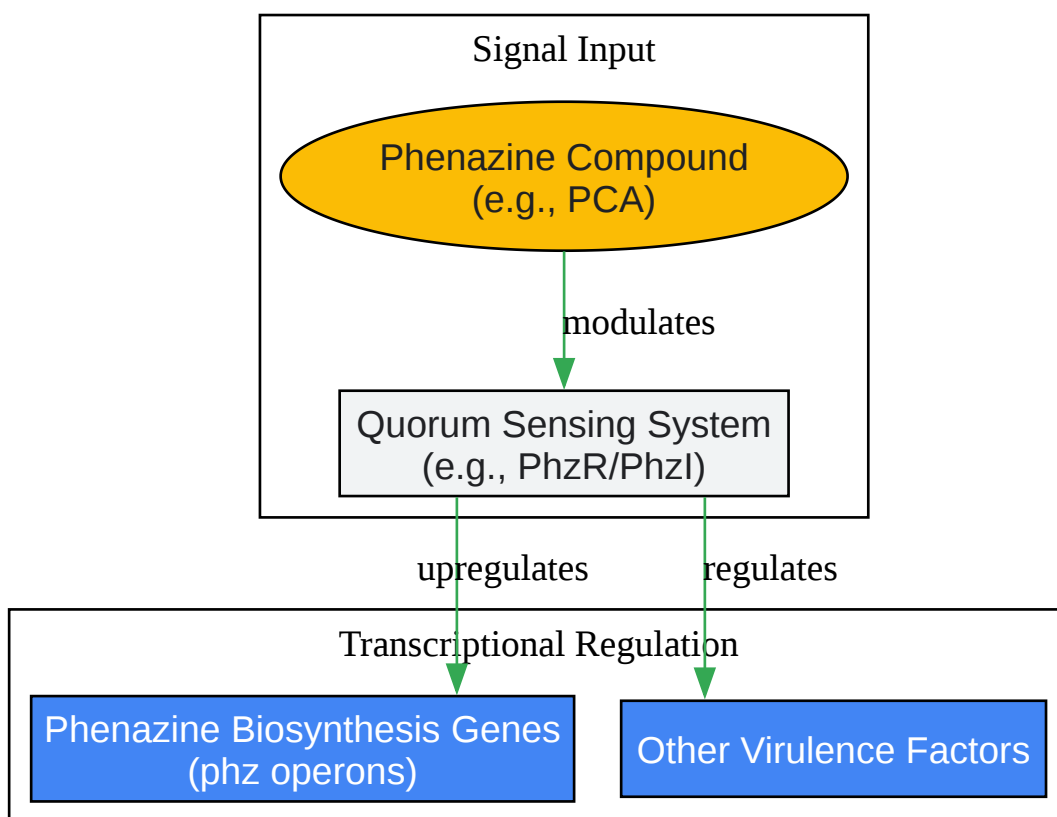 Signal Input
Phenazine Compound
(e.g., PCA)
modulates
Quorum Sensing System
(e.g., PhzR/PhzI)
upregulates
regulates
Transcriptional Regulation
Phenazine Biosynthesis Genes
(phz operons)
Other Virulence Factors